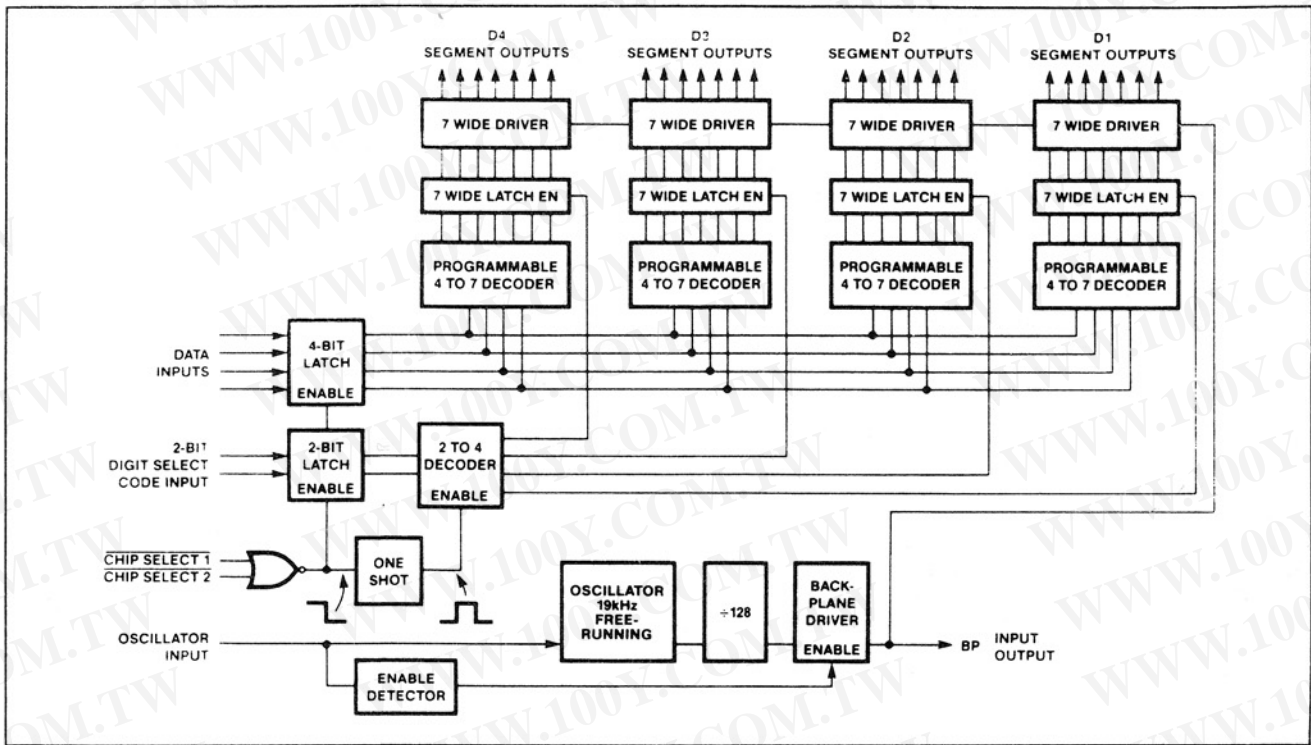 D4
SEGMENT OUTPUTS
D3
SEGMENT OUTPUTS
D2
SEGMENT OUTPUTS
D1
SEGMENT OUTPUTS
7 WIDE DRIVER
7 WIDE DRIVER
7 WIDE DRIVER
7 WIDE DRIVER
7 WIDE LATCH EN
7 WIDE LATCH EN
7 WIDE LATCH EN
7 WIDE LATCH EN
PROGRAMMABLE
4 TO 7 DECODER
PROGRAMMABLE
4 TO 7 DECODER
PROGRAMMABLE
4 TO 7 DECODER
PROGRAMMABLE
4 TO 7 DECODER
DATA
INPUTS
4-BIT
LATCH
ENABLE
2-BIT
DIGIT SELECT
CODE INPUT
2-BIT
LATCH
ENABLE
2 TO 4
DECODER
ENABLE
CHIP SELECT 1
CHIP SELECT 2
ONE
SHOT
OSCILLATOR
INPUT
ENABLE
DETECTOR
OSCILLATOR
19kHz
FREE-
RUNNING
÷128
BACK-
PLANE
DRIVER
ENABLE
BP
INPUT
OUTPUT
WWW.100Y.COM.TW